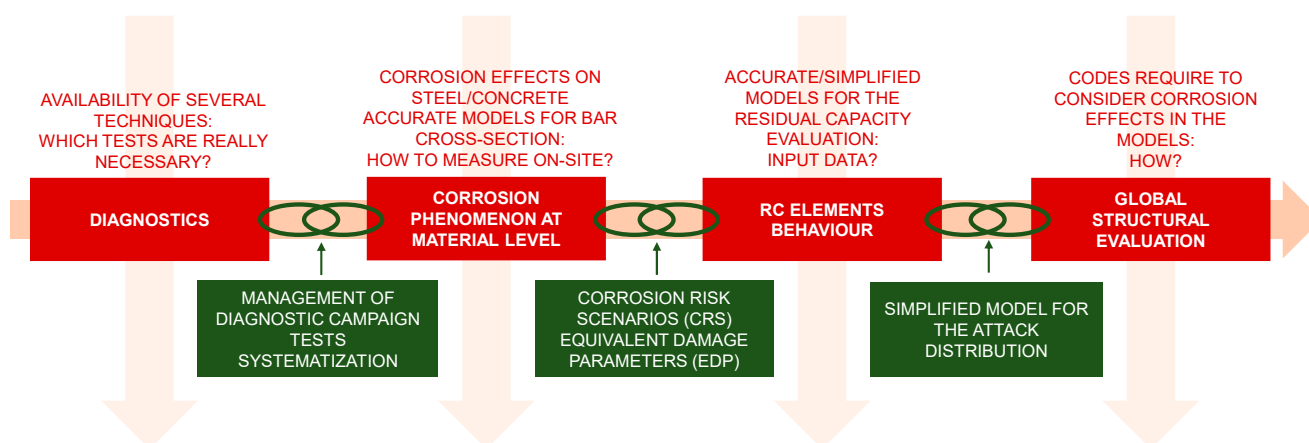 AVAILABILITY OF SEVERAL
TECHNIQUES:
WHICH TESTS ARE REALLY
NECESSARY?
CORROSION EFFECTS ON
STEEL/CONCRETE
ACCURATE MODELS FOR BAR
CROSS-SECTION:
HOW TO MEASURE ON-SITE?
ACCURATE/SIMPLIFIED
MODELS FOR THE
RESIDUAL CAPACITY
EVALUATION:
INPUT DATA?
CODES REQUIRE TO
CONSIDER CORROSION
EFFECTS IN THE
MODELS:
HOW?
DIAGNOSTICS
CORROSION
PHENOMENON AT
MATERIAL LEVEL
RC ELEMENTS
BEHAVIOUR
GLOBAL
STRUCTURAL
EVALUATION
MANAGEMENT OF
DIAGNOSTIC CAMPAIGN
TESTS
SYSTEMATIZATION
CORROSION RISK
SCENARIOS (CRS)
EQUIVALENT DAMAGE
PARAMETERS (EDP)
SIMPLIFIED MODEL FOR
THE ATTACK
DISTRIBUTION